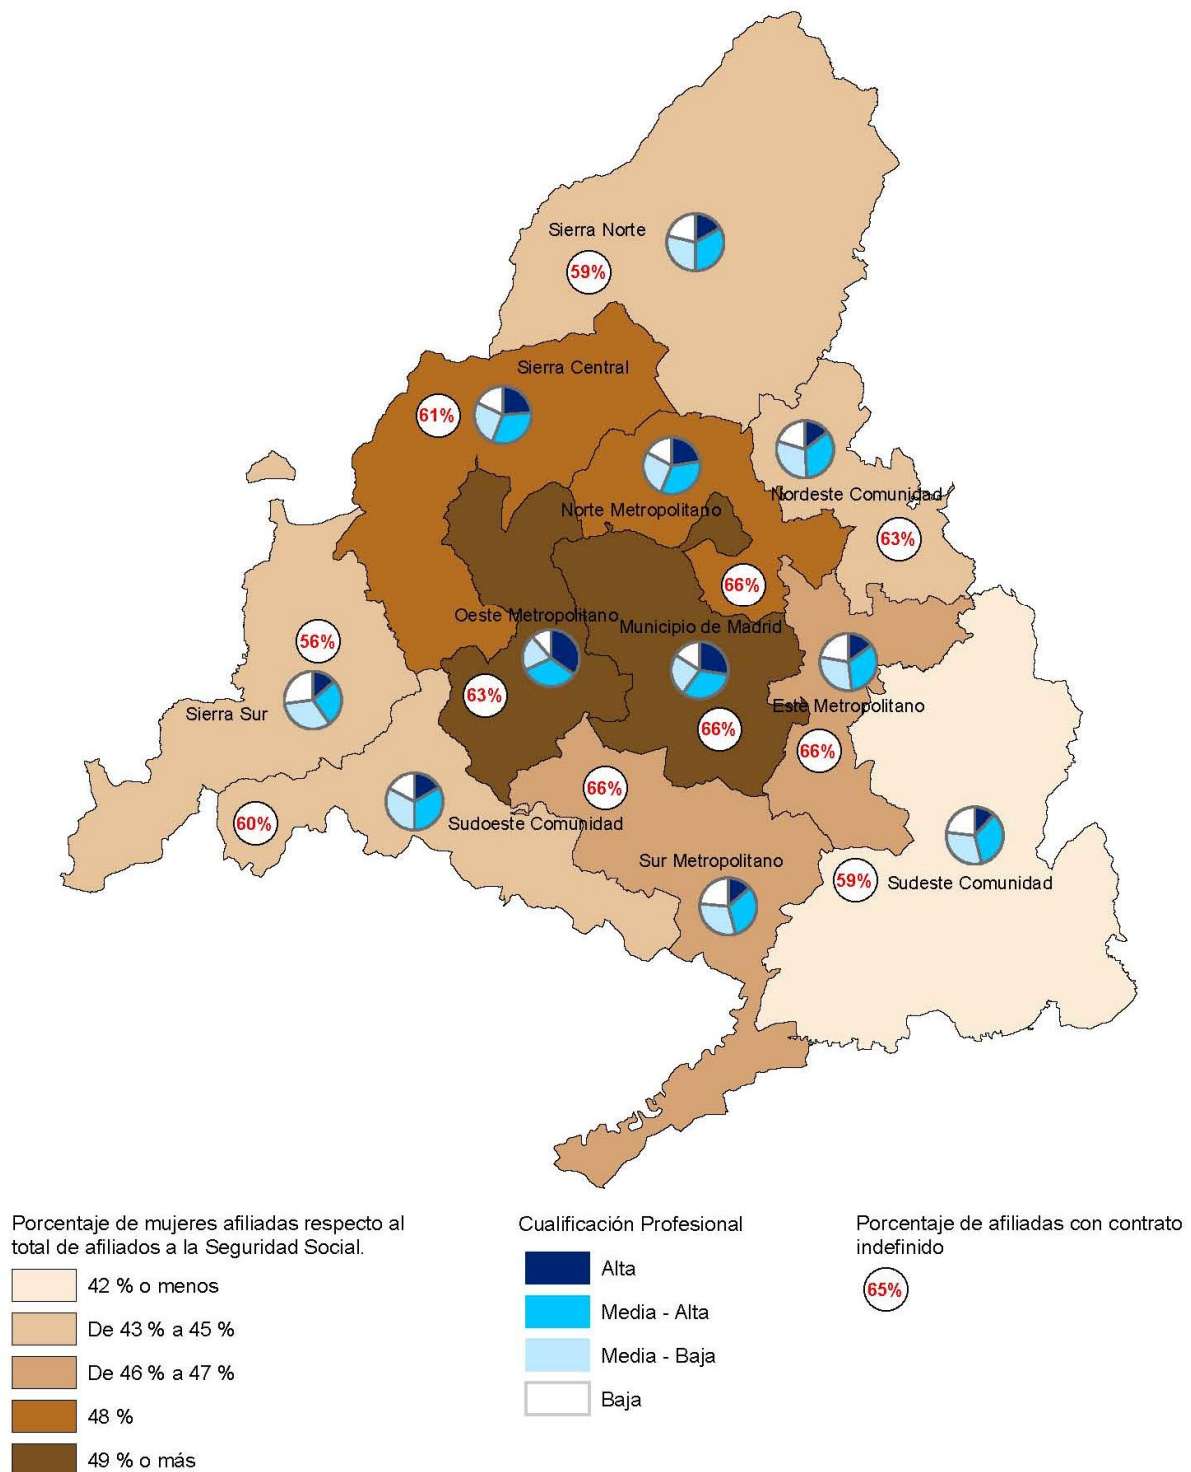 Sierra Norte
59%
Sierra Central
61%
Nordeste Comunidad
Norte Metropolitano
63%
66%
Oeste Metropolitano
Municipio de Madrid
56%
63%
Sierra Sur
Este Metropolitano
66%
66%
66%
60%
Sudoeste Comunidad
Sur Metropolitano
59%
Sudeste Comunidad
Porcentaje de mujeres afiliadas respecto al
total de afiliados a la Seguridad Social.
42 % o menos
De 43 % a 45 %
De 46 % a 47 %
48 %
49 % o más
Cualificación Profesional
Alta
Media - Alta
Media - Baja
Baja
Porcentaje de afiliadas con contrato
indefinido
65%